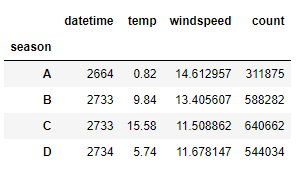 datetime temp windspeed count
season
A 2664 0.82 14.612957 311875
B 2733 9.84 13.405607 588282
C 2733 15.58 11.508862 640662
D 2734 5.74 11.678147 544034